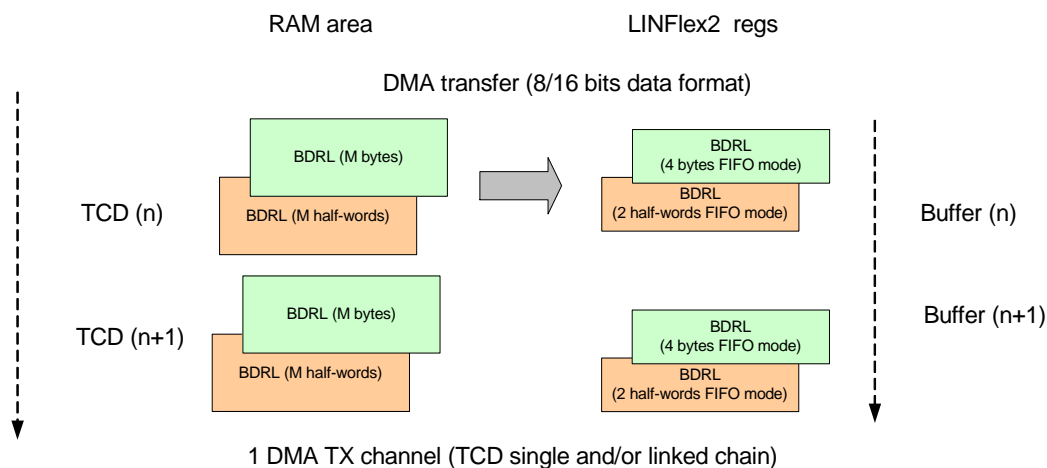 RAM area
LINFlex2 regs
DMA transfer (8/16 bits data format)
BDRL (M bytes)
BDRL
(4 bytes FIFO mode)
BDRL (M half-words)
BDRL
(2 half-words FIFO mode)
TCD (n)
Buffer (n)
BDRL (M bytes)
BDRL
(4 bytes FIFO mode)
BDRL (M half-words)
BDRL
(2 half-words FIFO mode)
TCD (n+1)
Buffer (n+1)
1 DMA TX channel (TCD single and/or linked chain)